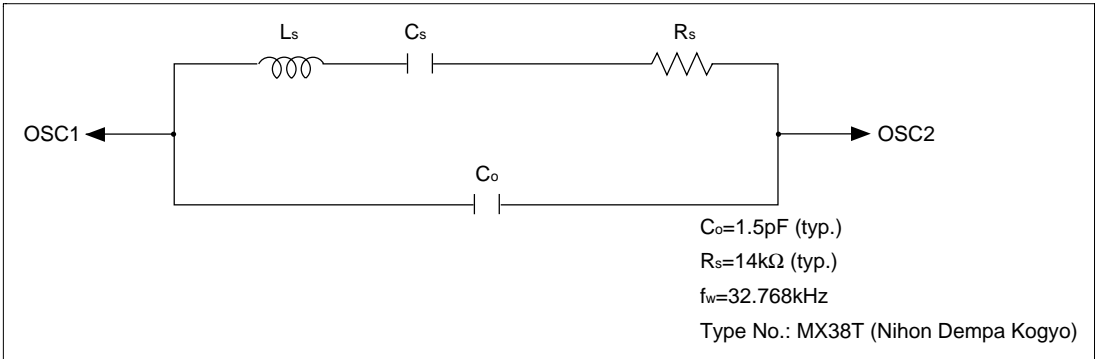 Ls Cs Rs
OSC1 OSC2
Co
Co=1.5pF (typ.)
Rs=14kΩ (typ.)
fw=32.768kHz
Type No.: MX38T (Nihon Dempa Kogyo)